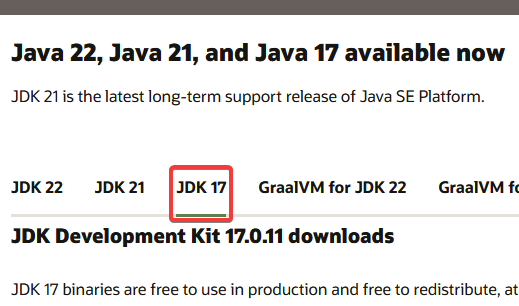 Java 22, Java 21, and Java 17 available now
JDK 21 is the latest long-term support release of Java SE Platform.
JDK 22 JDK 21 JDK 17 GraalVM for JDK 22 GraalVM fo
JDK Development Kit 17.0.11 downloads
JDK 17 binaries are free to use in production and free to redistribute, at